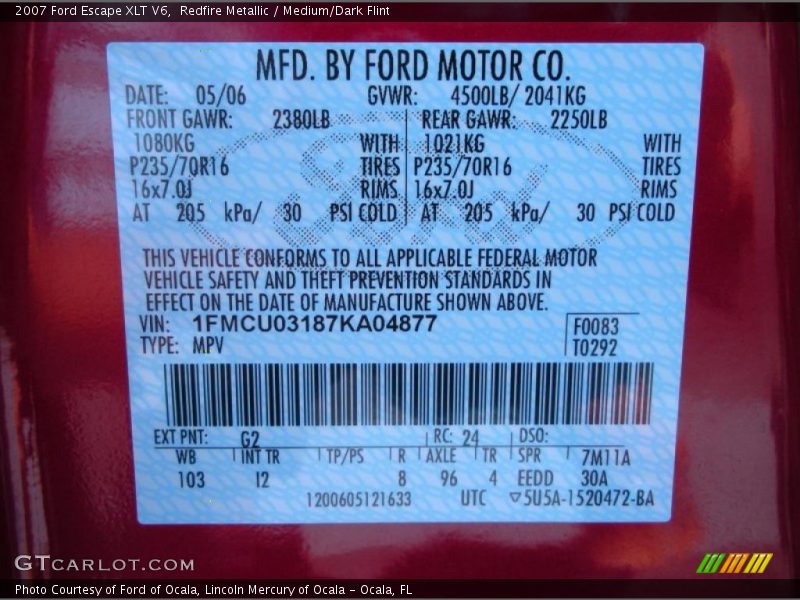 2007 Ford Escape XLT V6,  Redfire Metallic / Medium/Dark Flint
MFD. BY FORD MOTOR CO.
DATE: 05/06 GVWR: 4500LB/ 2041KG
FRONT GAWR: 2380LB REAR GAWR: 2250LB
1080KG WITH 1021KG WITH
P235/70R16 TIRES P235/70R16 TIRES
16x7.0J RIMS 16x7.0J RIMS
AT 205 kPa/ 30 PSI COLD AT 205 kPa/ 30 PSI COLD
THIS VEHICLE CONFORMS TO ALL APPLICABLE FEDERAL MOTOR
VEHICLE SAFETY AND THEFT PREVENTION STANDARDS IN
EFFECT ON THE DATE OF MANUFACTURE SHOWN ABOVE.
VIN: 1FMCU03187KA04877 F0083
TYPE: MPV T0292
EXT PNT: G2 RC: 24 DSO:
WB INT TR TP/PS R AXLE TR SPR 7M11A
103 I2 8 96 4 EEDD 30A
1200605121633 UTC ▽5U5A-1520472-BA
GTCARLOT.COM
Photo Courtesy of Ford of Ocala, Lincoln Mercury of Ocala - Ocala, FL